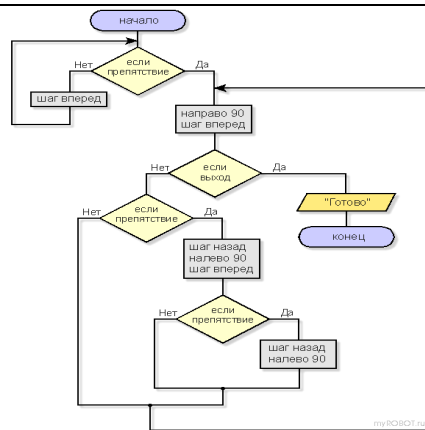 начало
если
препятствие
Нет
Да
шаг вперед
направо 90
шаг вперед
если
выход
Нет
Да
"Готово"
конец
если
препятствие
Нет
Да
шаг назад
налево 90
шаг вперед
если
препятствие
Нет
Да
шаг назад
налево 90
myROBOT.ru